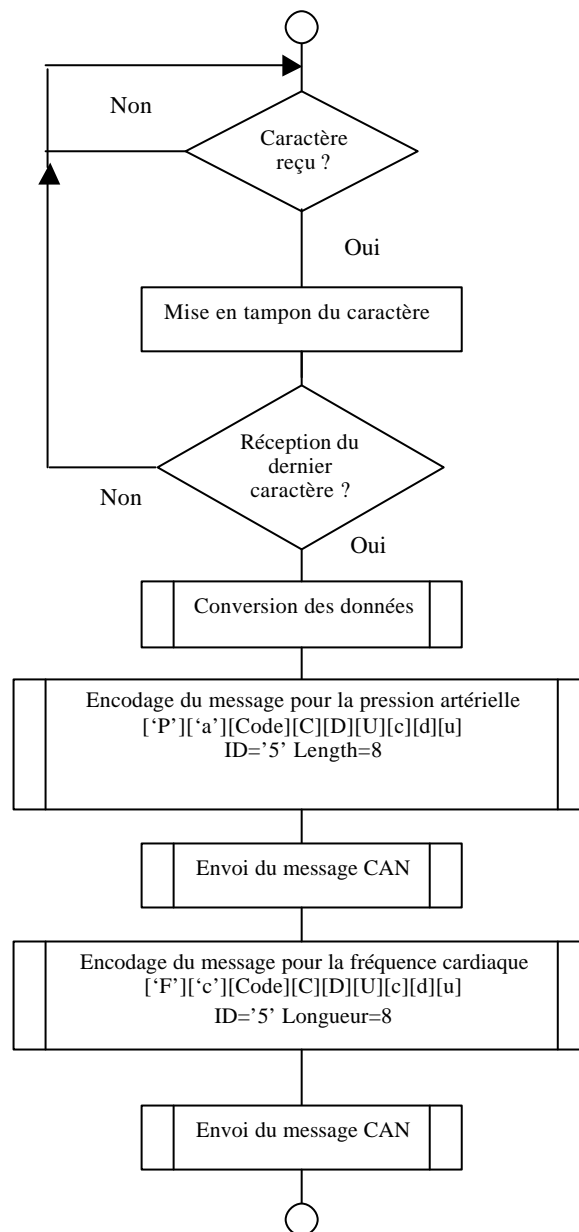 Non
Caractère
reçu ?
Oui
Mise en tampon du caractère
Réception du
dernier
caractère ?
Non
Oui
Conversion des données
Encodage du message pour la pression artérielle
[‘P’][‘a’][Code][C][D][U][c][d][u]
ID=’5’ Length=8
Envoi du message CAN
Encodage du message pour la fréquence cardiaque
[‘F’][‘c’][Code][C][D][U][c][d][u]
ID=’5’ Longueur=8
Envoi du message CAN